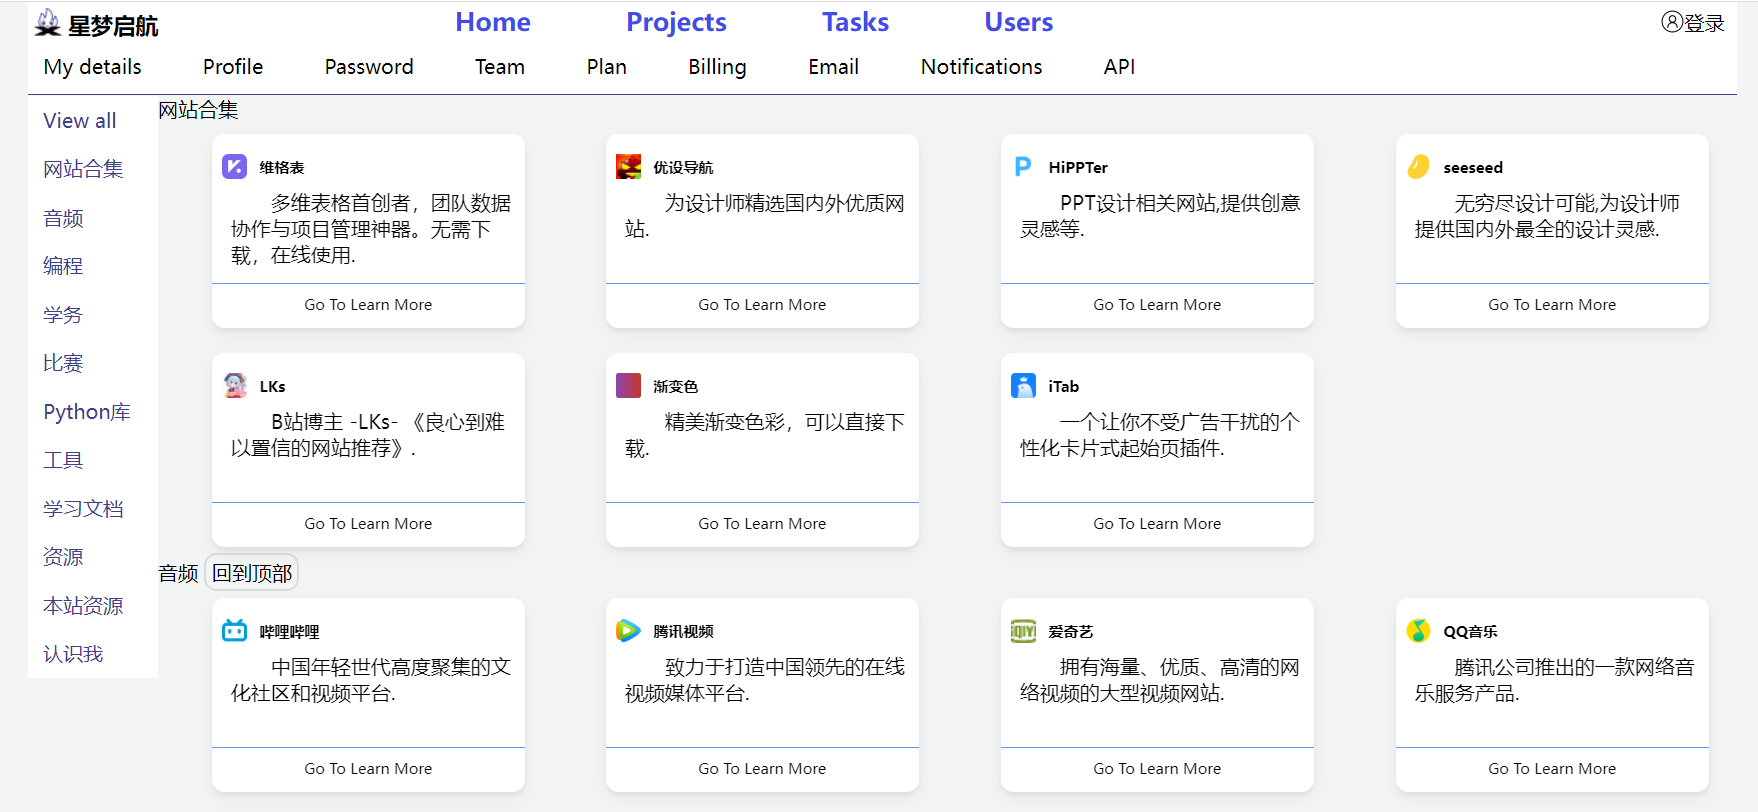 星梦启航
Home Projects Tasks Users
登录
My details Profile Password Team Plan Billing Email Notifications API
View all
网站合集
音频
编程
学务
比赛
Python库
工具
学习文档
资源
本站资源
认识我
网站合集
维格表
多维表格首创者，团队数据
协作与项目管理神器。无需下
载，在线使用.
Go To Learn More
优设导航
为设计师精选国内外优质网
站.
Go To Learn More
HiPPTer
PPT设计相关网站,提供创意
灵感等.
Go To Learn More
seeseed
无穷尽设计可能,为设计师
提供国内外最全的设计灵感.
Go To Learn More
LKs
B站博主 -LKs- 《良心到难
以置信的网站推荐》.
Go To Learn More
渐变色
精美渐变色彩，可以直接下
载.
Go To Learn More
iTab
一个让你不受广告干扰的个
性化卡片式起始页插件.
Go To Learn More
音频 回到顶部
哔哩哔哩
中国年轻世代高度聚集的文
化社区和视频平台.
Go To Learn More
腾讯视频
致力于打造中国领先的在线
视频媒体平台.
Go To Learn More
iQIY
爱奇艺
拥有海量、优质、高清的网
络视频的大型视频网站.
Go To Learn More
QQ音乐
腾讯公司推出的一款网络音
乐服务产品.
Go To Learn More